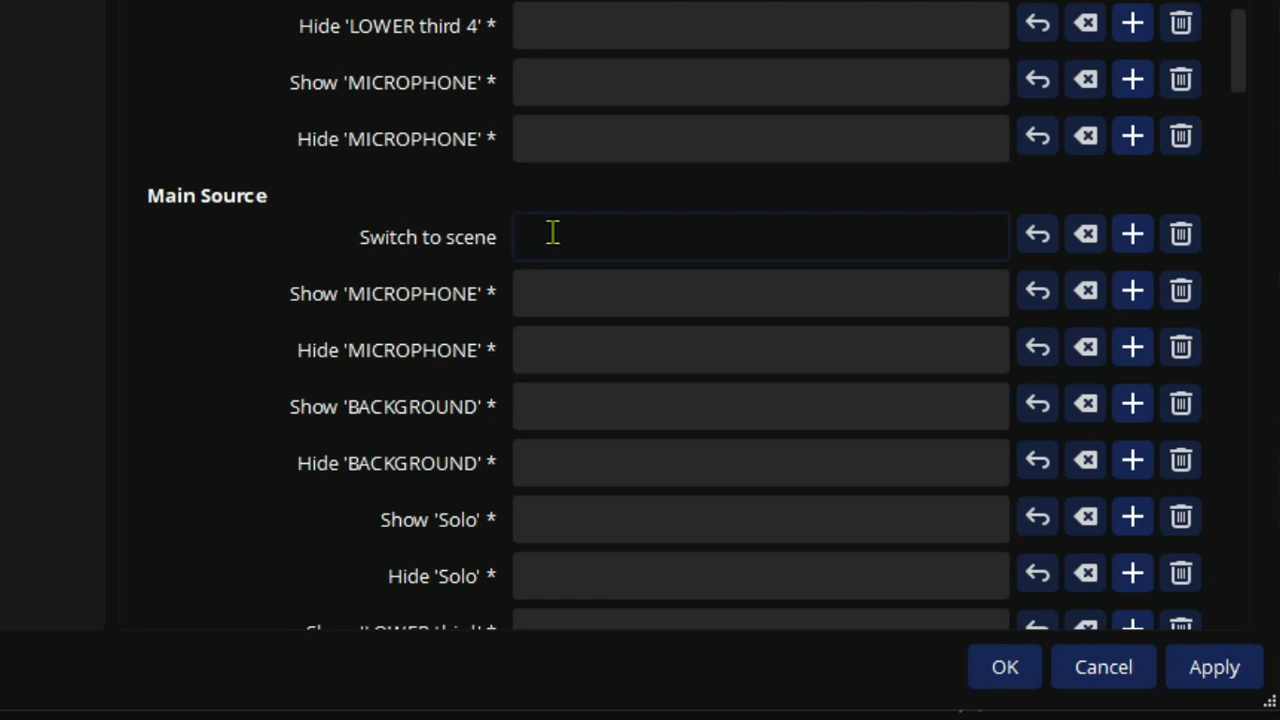 Hide 'LOWER third 4' *
Show 'MICROPHONE' *
Hide 'MICROPHONE' *
Main Source
Switch to scene
Show 'MICROPHONE' *
Hide 'MICROPHONE' *
Show 'BACKGROUND' *
Hide 'BACKGROUND' *
Show 'Solo' *
Hide 'Solo' *
OK Cancel Apply